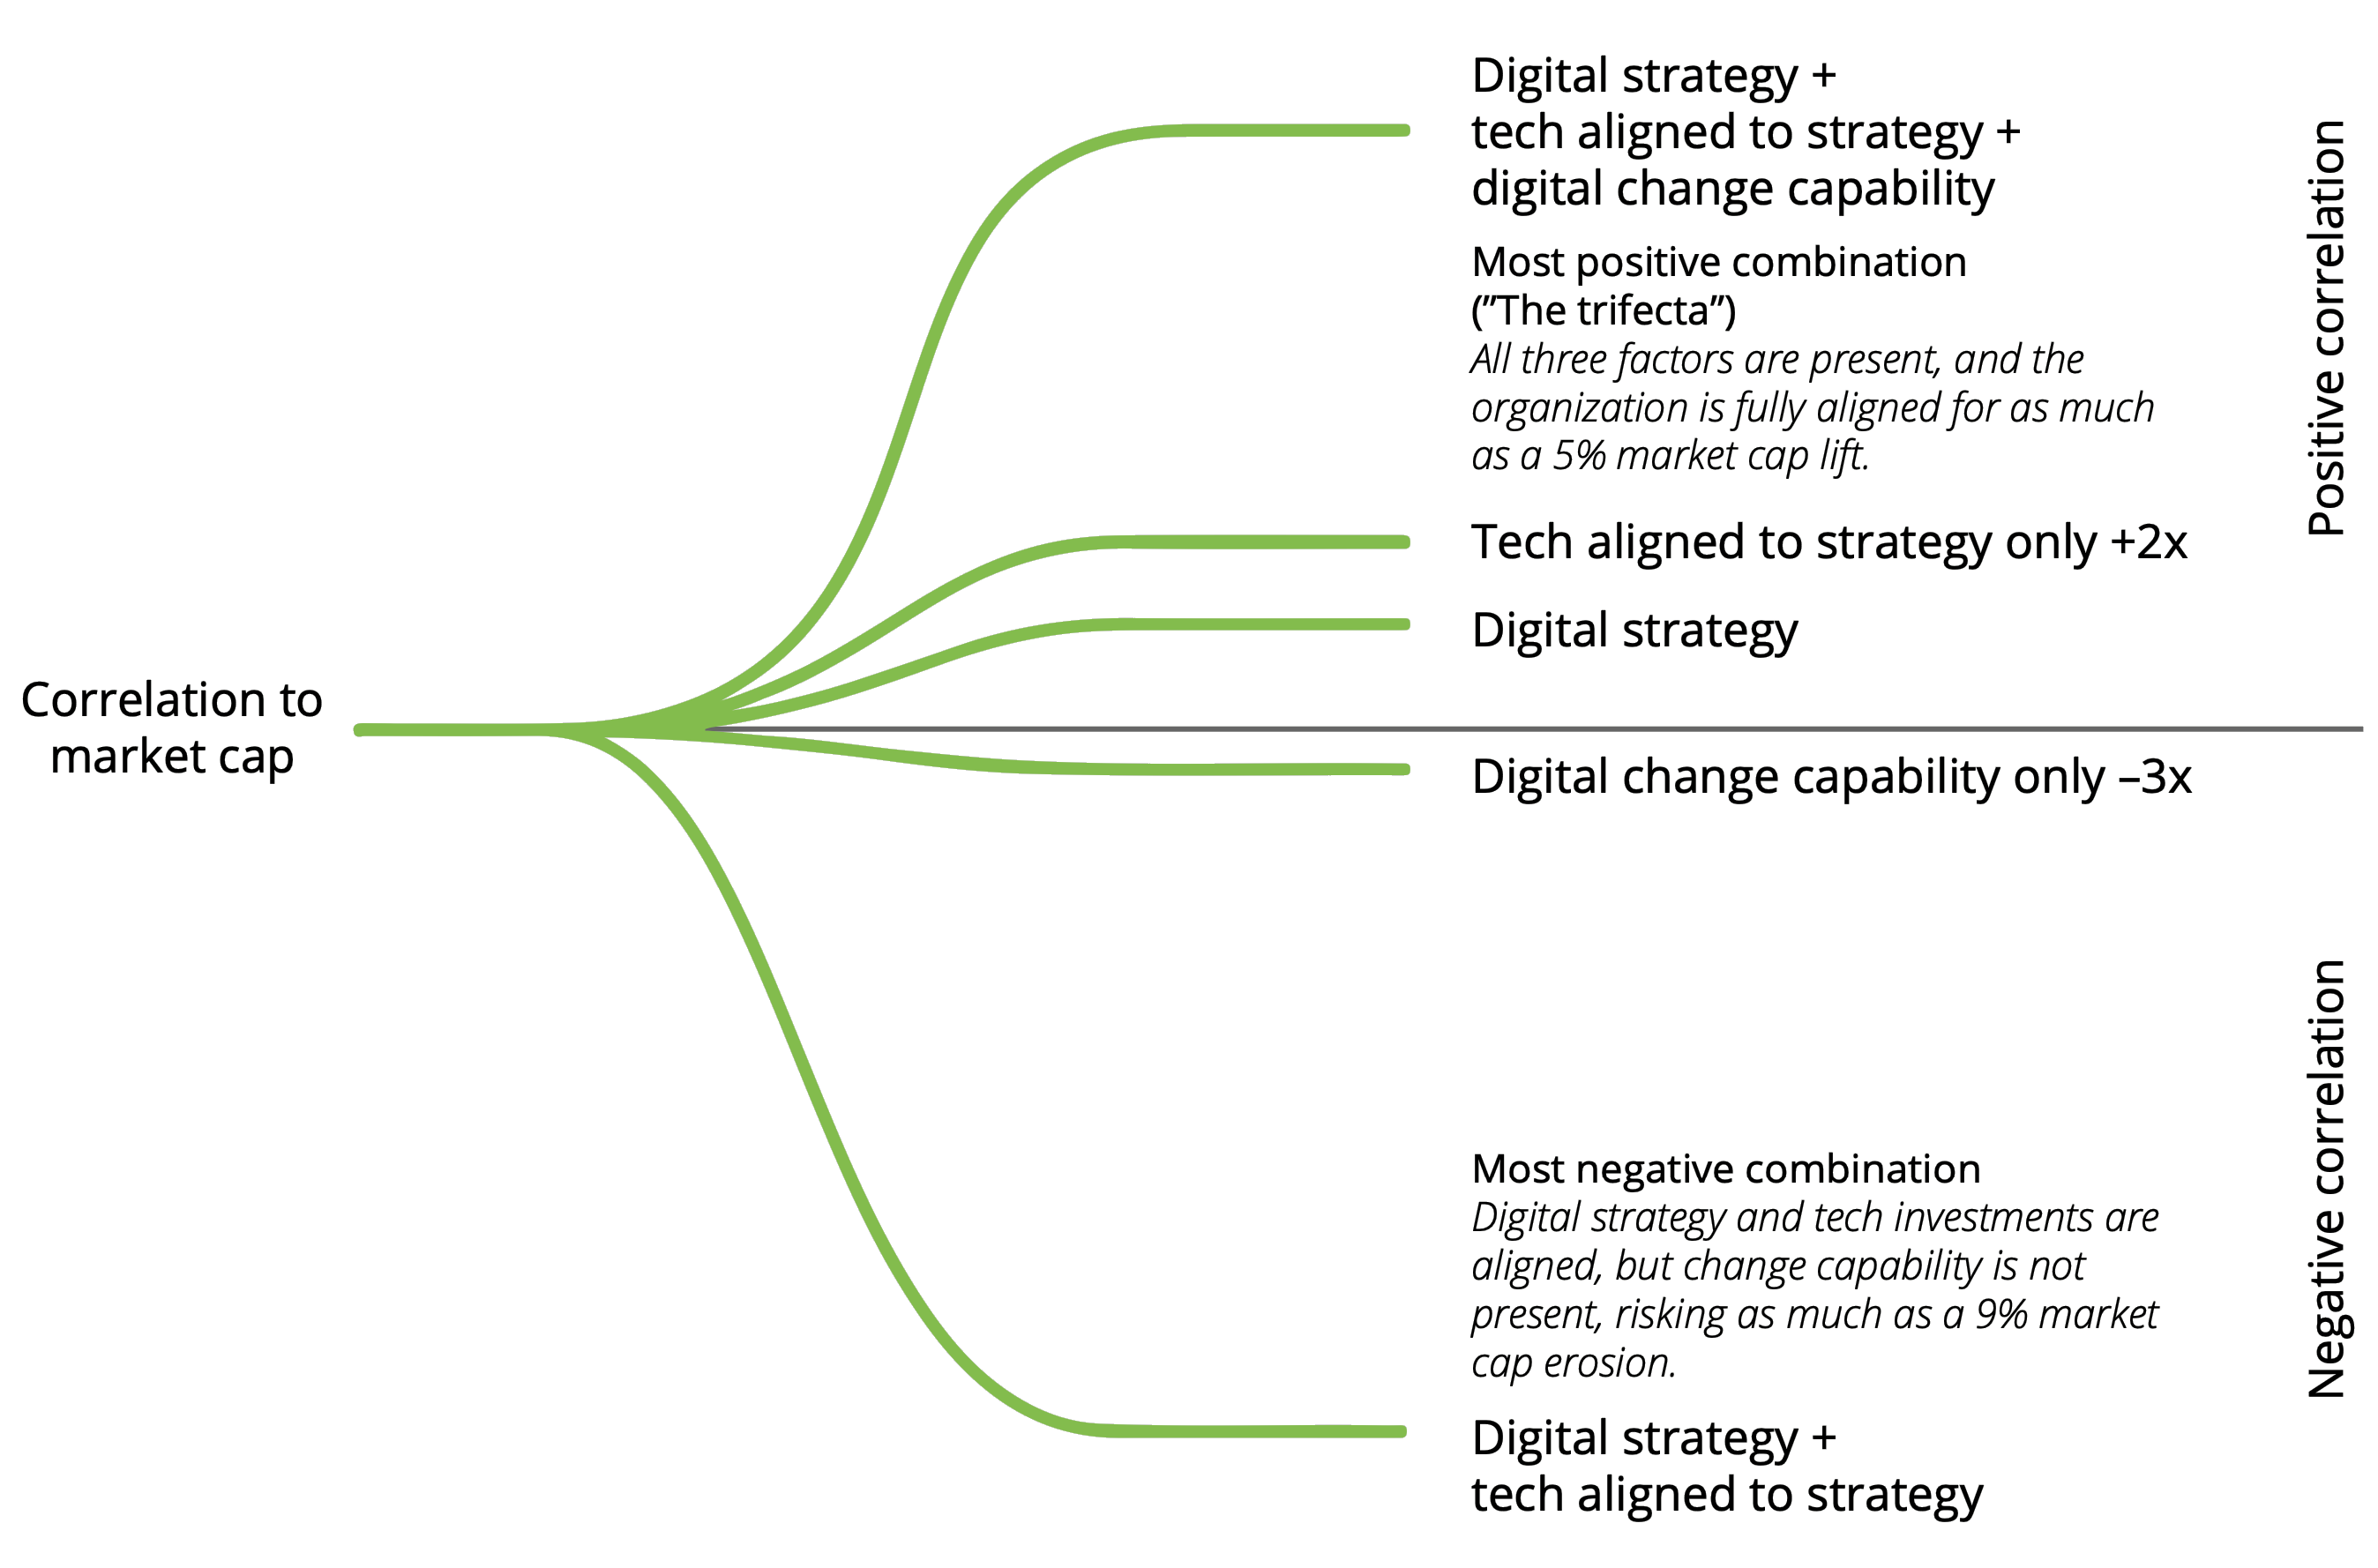 Digital strategy +
tech aligned to strategy +
digital change capability
Most positive combination
(”The trifecta”)
All three factors are present, and the
organization is fully aligned for as much
as a 5% market cap lift.
Positive correlation
Tech aligned to strategy only +2x
Digital strategy
Correlation to
market cap
Digital change capability only –3x
Negative correlation
Most negative combination
Digital strategy and tech investments are
aligned, but change capability is not
present, risking as much as a 9% market
cap erosion.
Digital strategy +
tech aligned to strategy